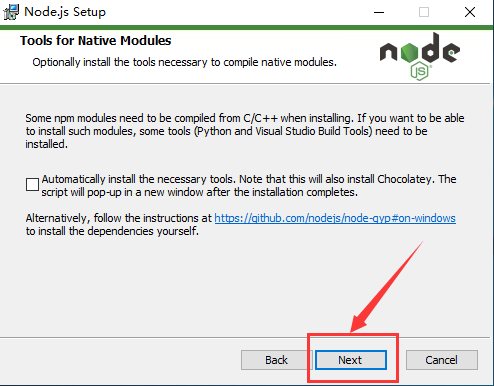 Node.js Setup
Tools for Native Modules
Optionally install the tools necessary to compile native modules.
node
JS
Some npm modules need to be compiled from C/C++ when installing. If you want to be able
to install such modules, some tools (Python and Visual Studio Build Tools) need to be
installed.
Automatically install the necessary tools. Note that this will also install Chocolatey. The
script will pop-up in a new window after the installation completes.
Alternatively, follow the instructions at https://github.com/nodejs/node-gyp#on-windows
to install the dependencies yourself.
Back Next Cancel